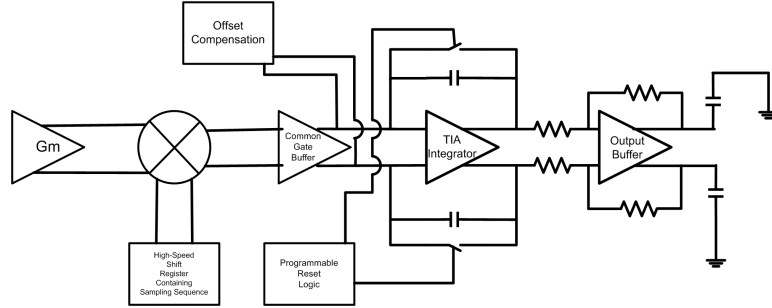 Offset
Compensation
Gm
Common
Gate
Buffer
TIA
Integrator
Output
Buffer
High-Speed
Shift
Register
Containing
Sampling Sequence
Programmable
Reset
Logic